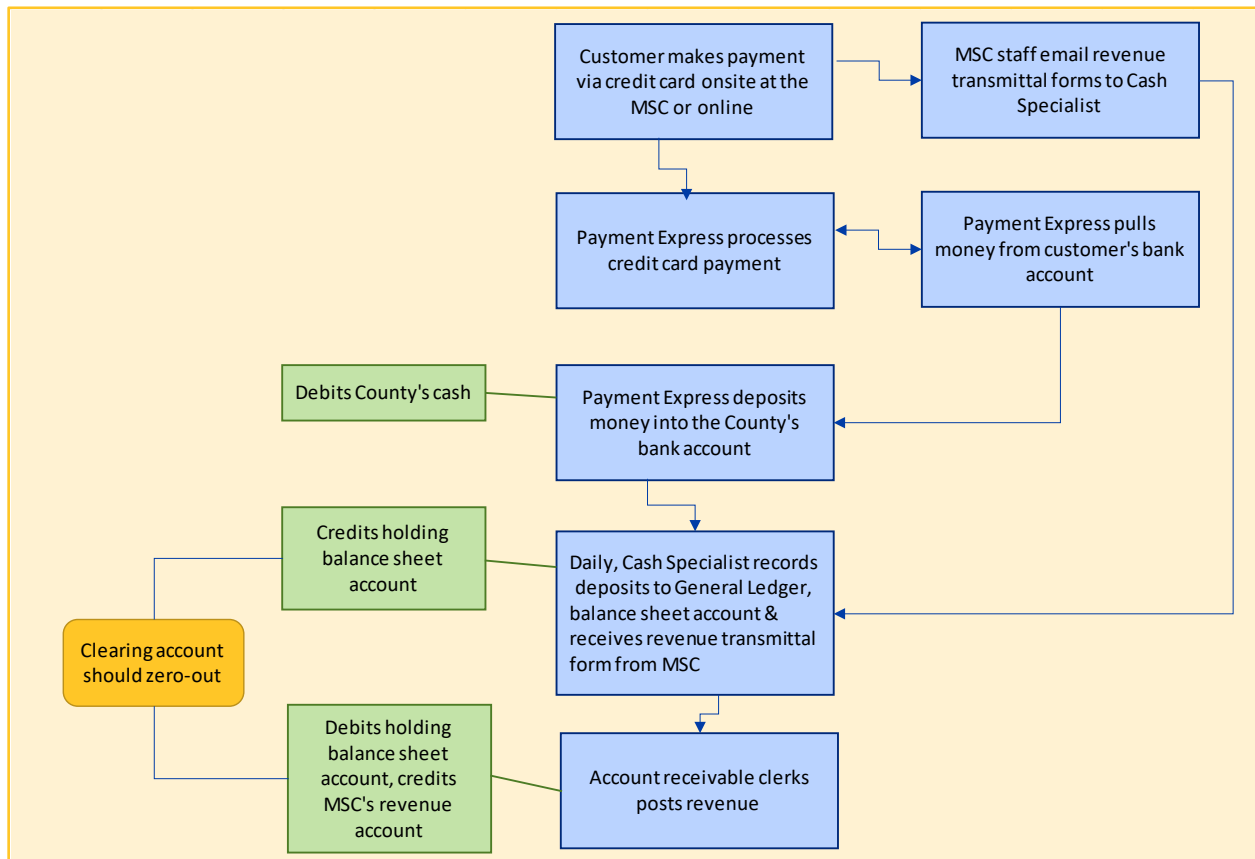 Customer makes payment
via credit card onsite at the
MSC or online
MSC staff email revenue
transmittal forms to Cash
Specialist
Payment Express processes
credit card payment
Payment Express pulls
money from customer's bank
account
Debits County's cash
Payment Express deposits
money into the County's
bank account
Credits holding
balance sheet
account
Daily, Cash Specialist records
deposits to General Ledger,
balance sheet account &
receives revenue transmittal
form from MSC
Clearing account
should zero-out
Debits holding
balance sheet
account, credits
MSC's revenue
account
Account receivable clerks
posts revenue